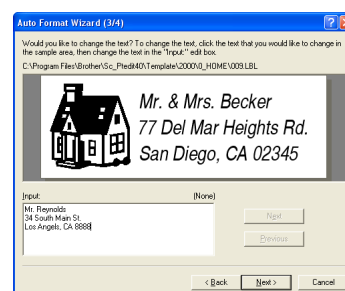 Auto Format Wizard (3/4)
Would you like to change the text? To change the text, click the text that you would like to change in
the sample area, then change the text in the "Input:" edit box.
C:\Program Files\Brother\Sc_Ptedit40\Template\2000\0_HOME\009.LBL
Mr. & Mrs. Becker
77 Del Mar Heights Rd.
San Diego, CA 02345
Input:
(None)
Mr. Reynolds
34 South Main St.
Los Angels, CA 8888
Next
Previous
< Back
Next >
Cancel